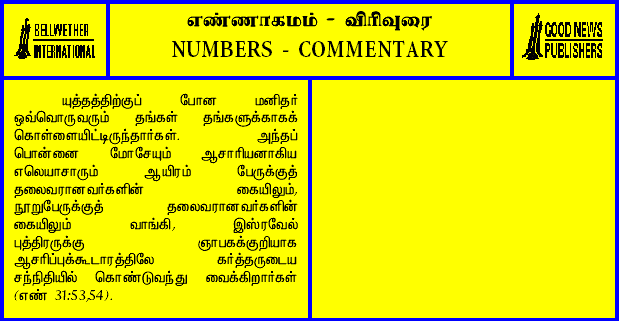 BELLWETHER
INTERNATIONAL
எண்ணாகமம் - விரிவுரை
NUMBERS - COMMENTARY
GOOD NEWS
PUBLISHERS
யுத்தத்திற்குப் போன மனிதர்
ஒவ்வொருவரும் தங்கள் தங்களுக்காகக்
கொள்ளையிட்டிருந்தார்கள். அந்தப்
பொன்னை மோசேயும் ஆசாரியனாகிய
எலெயாசாரும் ஆயிரம் பேருக்குத்
தலைவரானவர்களின் கையிலும்,
நூறுபேருக்குத் தலைவரானவர்களின்
கையிலும் வாங்கி, இஸ்ரவேல்
புத்திரருக்கு ஞாபகக்குறியாக
ஆசரிப்புக்கூடாரத்திலே கர்த்தருடைய
சந்நிதியில் கொண்டுவந்து வைக்கிறார்கள்
(எண் 31:53,54).